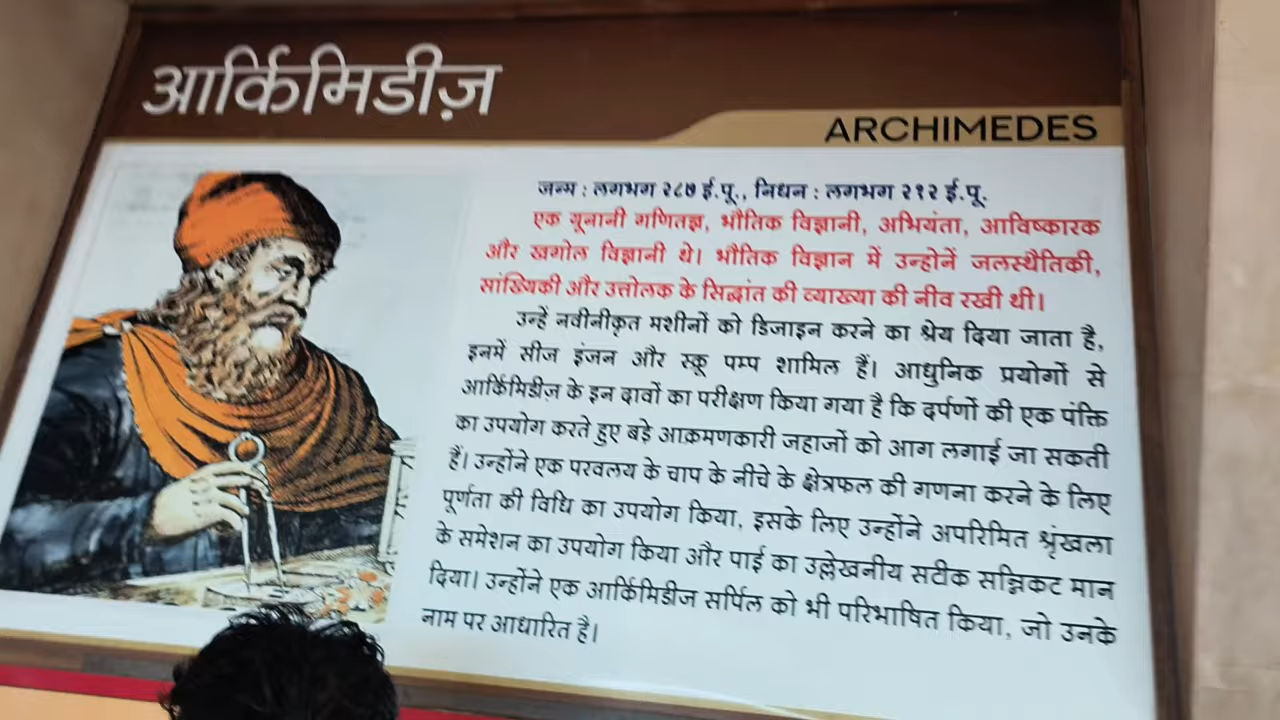 आर्किमिडीज़
ARCHIMEDES
जन्म : लगभग २८७ ई.पू., निधन : लगभग २१२ ई.पू.
एक यूनानी गणितज्ञ, भौतिक विज्ञानी, अभियंता, आविष्कारक
और खगोल विज्ञानी थे। भौतिक विज्ञान में उन्होनें जलस्थैतिकी,
सांख्यिकी और उत्तोलक के सिद्धांत की व्याख्या की नीव रखी थी।
उन्हें नवीनीकृत मशीनों को डिजाइन करने का श्रेय दिया जाता है,
इनमें सीज इंजन और स्क्रू पम्प शामिल हैं। आधुनिक प्रयोगों से
आर्किमिडीज़ के इन दावों का परीक्षण किया गया है कि दर्पणों की एक पंक्ति
का उपयोग करते हुए बड़े आक्रमणकारी जहाजों को आग लगाई जा सकती
हैं। उन्होंने एक परवलय के चाप के नीचे के क्षेत्रफल की गणना करने के लिए
पूर्णता की विधि का उपयोग किया, इसके लिए उन्होंने अपरिमित श्रृंखला
के समेशन का उपयोग किया और पाई का उल्लेखनीय सटीक सन्निकट मान
दिया। उन्होंने एक आर्किमिडीज सर्पिल को भी परिभाषित किया, जो उनके
नाम पर आधारित है।